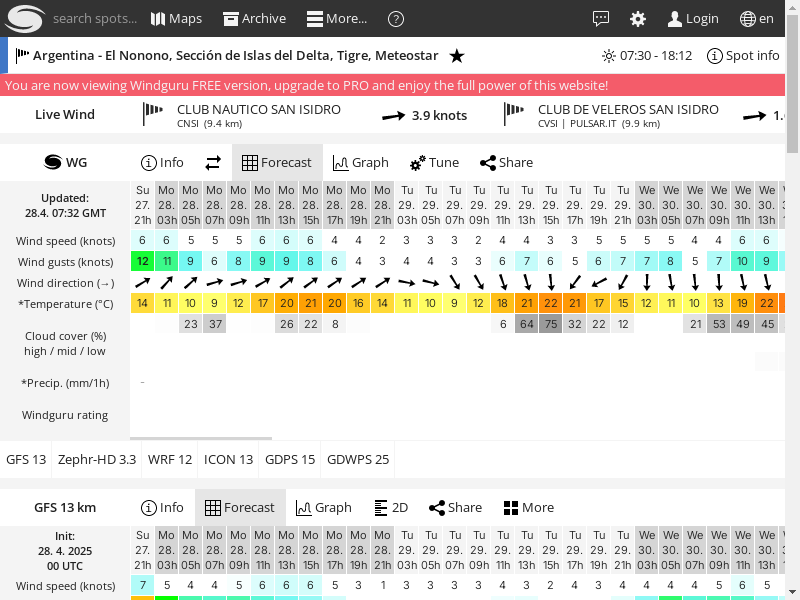 search spots... Maps Archive More... ? Login en
Argentina - El Nonono, Sección de Islas del Delta, Tigre, Meteostar ★ 07:30 - 18:12 Spot info
You are now viewing Windguru FREE version, upgrade to PRO and enjoy the full power of this website!
Live Wind CLUB NAUTICO SAN ISIDRO 3.9 knots CLUB DE VELEROS SAN ISIDRO 1.
CNSI (9.4 km) CVSI | PULSAR.IT (9.9 km)
WG Info Forecast Graph Tune Share
Updated:
28.4. 07:32 GMT
Su Mo Mo Mo Mo Mo Mo Mo Mo Mo Mo Tu Tu Tu Tu Tu Tu Tu Tu Tu Tu We We We We We We
27. 28. 28. 28. 28. 28. 28. 28. 28. 28. 28. 29. 29. 29. 29. 29. 29. 29. 29. 29. 29. 30. 30. 30. 30. 30. 30.
21h 03h 05h 07h 09h 11h 13h 15h 17h 19h 21h 03h 05h 07h 09h 11h 13h 15h 17h 19h 21h 03h 05h 07h 09h 11h 13h
Wind speed (knots) 6 6 5 5 5 6 6 6 4 4 2 4 3 3 2 4 4 3 3 5 5 5 5 4 4 6 6
Wind gusts (knots) 12 11 9 6 8 9 9 8 6 4 3 4 4 3 3 6 7 6 5 6 7 7 8 5 7 10 9
Wind direction (→)
*Temperature (°C) 14 11 10 9 12 17 20 21 20 16 14 11 10 9 12 18 21 22 21 17 15 12 11 10 13 19 22
Cloud cover (%)
high / mid / low
23 37 26 22 8 6 64 75 32 22 12 21 53 49 45
*Precip. (mm/1h) -
Windguru rating
GFS 13 Zephr-HD 3.3 WRF 12 ICON 13 GDPS 15 GDWPS 25
GFS 13 km Info Forecast Graph 2D Share More
Init:
28. 4. 2025
00 UTC
Su Mo Mo Mo Mo Mo Mo Mo Mo Mo Mo Tu Tu Tu Tu Tu Tu Tu Tu Tu Tu We We We We We We
27. 28. 28. 28. 28. 28. 28. 28. 28. 28. 28. 29. 29. 29. 29. 29. 29. 29. 29. 29. 29. 30. 30. 30. 30. 30. 30.
21h 03h 05h 07h 09h 11h 13h 15h 17h 19h 21h 03h 05h 07h 09h 11h 13h 15h 17h 19h 21h 03h 05h 07h 09h 11h 13h
Wind speed (knots) 7 5 4 4 5 6 6 6 5 3 1 3 3 3 3 4 3 2 4 3 4 4 4 4 5 6 5